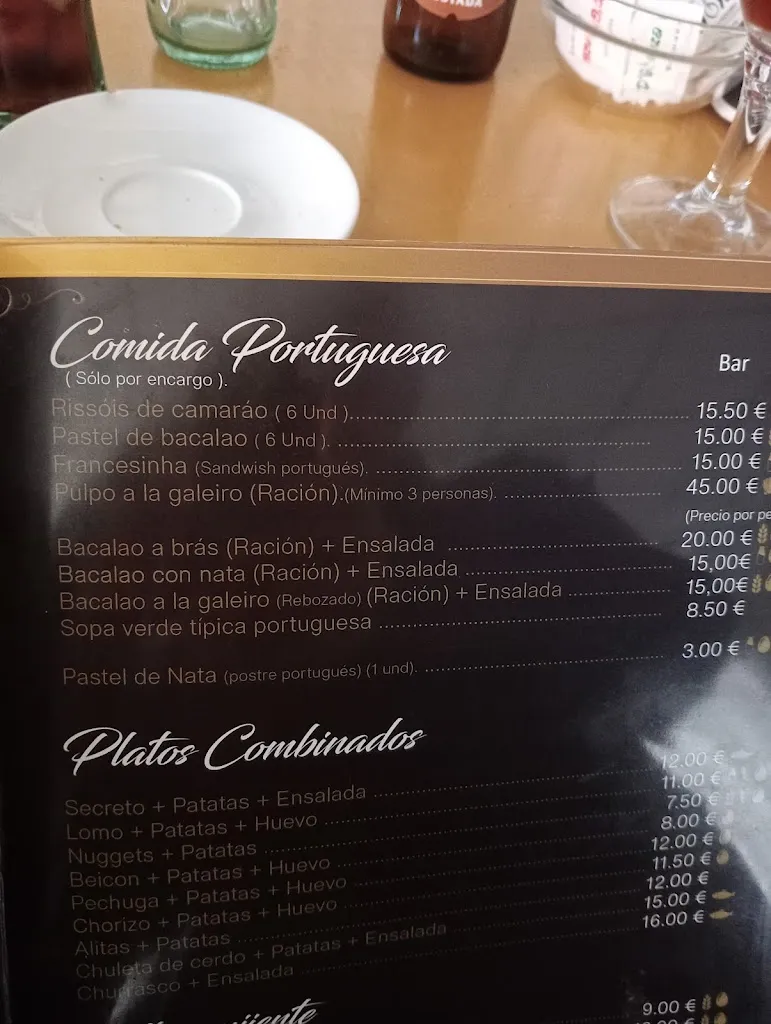 Comida Portuguesa
Bar
( Sólo por encargo ).
Rissóis de camaráo ( 6 Und )............ 15.50 €
Pastel de bacalao ( 6 Und ). ............ 15.00 €
Francesinha (Sandwish portugués). ............ 15.00 €
Pulpo a la galeiro (Ración).(Mínimo 3 personas). ............ 45.00 €
(Precio por pe
Bacalao a brás (Ración) + Ensalada ............ 20.00 €
Bacalao con nata (Ración) + Ensalada ............ 15,00€
Bacalao a la galeiro (Rebozado) (Ración) + Ensalada ............ 15,00€
Sopa verde típica portuguesa ............ 8.50 €
Pastel de Nata (postre portugués) (1 und). ............ 3.00 €
Platos Combinados
Secreto + Patatas + Ensalada ............ 12.00 €
Lomo + Patatas + Huevo ............ 11.00 €
Nuggets + Patatas ............ 7.50 €
Beicon + Patatas + Huevo ............ 8.00 €
Pechuga + Patatas + Huevo ............ 12.00 €
Chorizo + Patatas + Huevo ............ 11.50 €
Alitas + Patatas ............ 12.00 €
Chuleta de cerdo + Patatas + Ensalada ............ 15.00 €
Churrasco + Ensalada ............ 16.00 €
9.00 €